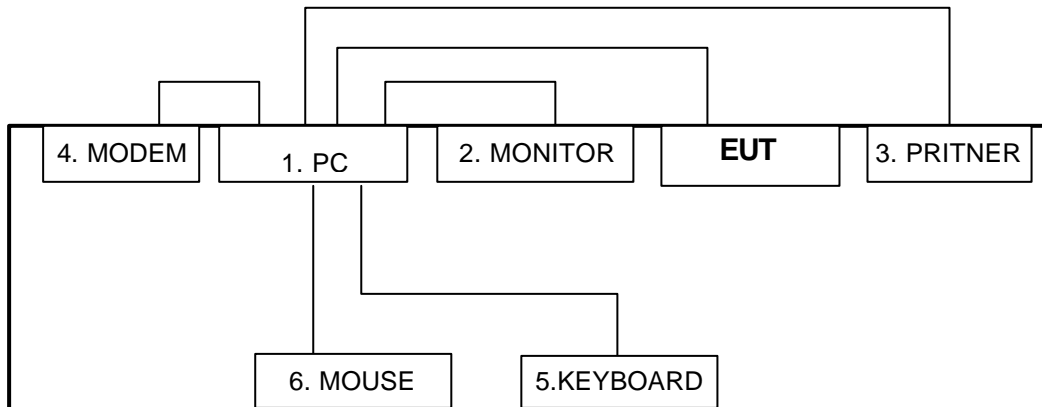 4. MODEM
1. PC
2. MONITOR
EUT
3. PRITNER
6. MOUSE
5.KEYBOARD